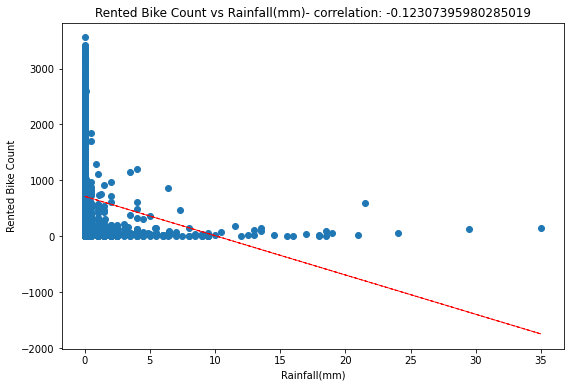 Rented Bike Count vs Rainfall(mm)- correlation: -0.12307395980285019
3000
2000
1000
0
−1000
−2000
Rented Bike Count
0 5 10 15 20 25 30 35
Rainfall(mm)